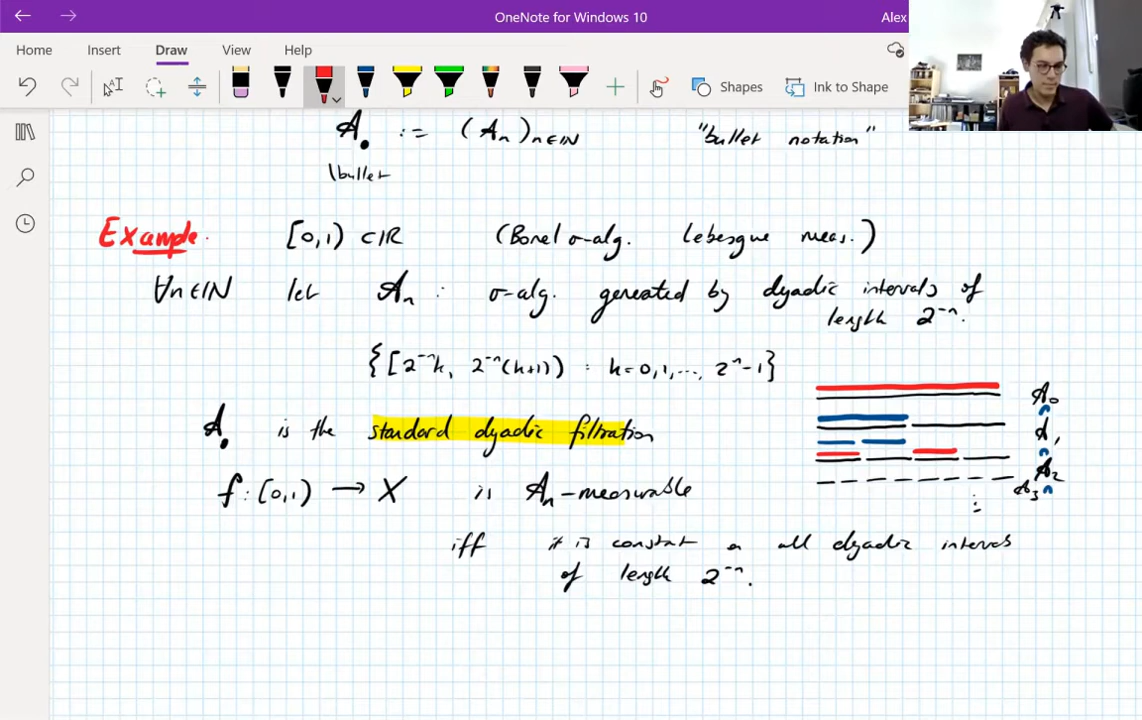 OneNote for Windows 10
Alex
Home Insert Draw View Help
Shapes Ink to Shape
A• := (An)n∈ℕ "bullet notation"
\bullet
Example. [0,1) ⊂ ℝ (Borel σ-alg. Lebesgue meas.)
∀n∈ℕ let An : σ-alg. gereated by dyadic intervals of
length 2⁻ⁿ.
{[2⁻ⁿk, 2⁻ⁿ(k+1)) : k=0,1,..., 2ⁿ-1}
A• is the standard dyadic filtration
A0
A1
A2
A3
⋮
f : [0,1) → X is An-measurable
iff it is constant on all dyadic intervals
of length 2⁻ⁿ.